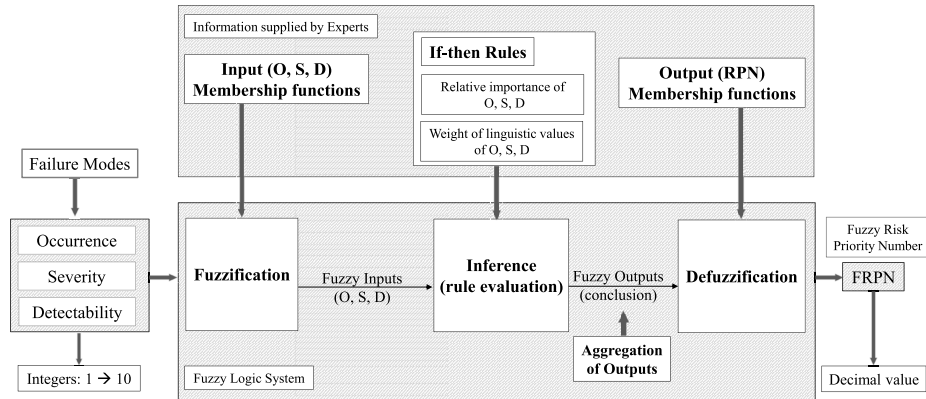 Information supplied by Experts
Input (O, S, D)
Membership functions
If-then Rules
Relative importance of
O, S, D
Weight of linguistic values
of O, S, D
Output (RPN)
Membership functions
Failure Modes
Occurrence
Severity
Detectability
Integers: 1 → 10
Fuzzification
Fuzzy Inputs
(O, S, D)
Inference
(rule evaluation)
Fuzzy Outputs
(conclusion)
Aggregation
of Outputs
Defuzzification
Fuzzy Logic System
Fuzzy Risk
Priority Number
FRPN
Decimal value